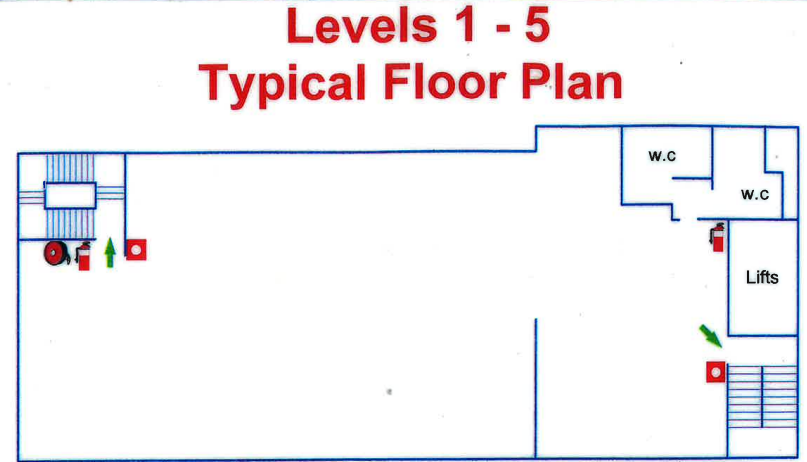 Levels 1 - 5
Typical Floor Plan
W.C
W.C
Lifts